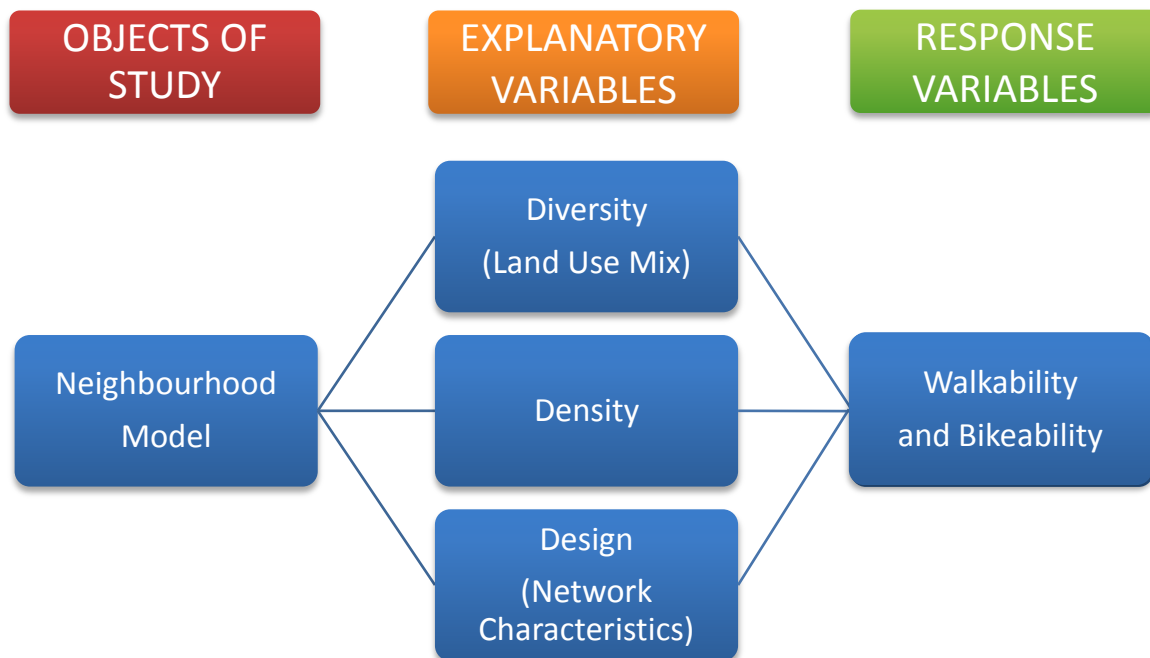 OBJECTS OF
STUDY
EXPLANATORY
VARIABLES
RESPONSE
VARIABLES
Neighbourhood
Model
Diversity
(Land Use Mix)
Density
Design
(Network
Characteristics)
Walkability
and Bikeability